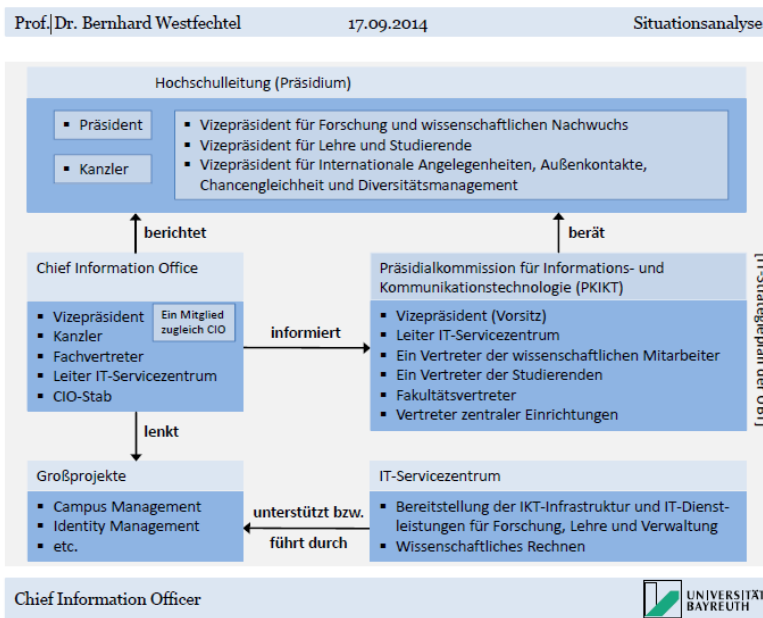 Prof. Dr. Bernhard Westfechtel
17.09.2014
Situationsanalyse
Hochschulleitung (Präsidium)
▪ Präsident
▪ Kanzler
▪ Vizepräsident für Forschung und wissenschaftlichen Nachwuchs
▪ Vizepräsident für Lehre und Studierende
▪ Vizepräsident für Internationale Angelegenheiten, Außenkontakte,
Chancengleichheit und Diversitätsmanagement
berichtet
berät
Chief Information Office
▪ Vizepräsident
▪ Kanzler
▪ Fachvertreter
▪ Leiter IT-Servicezentrum
▪ CIO-Stab
Ein Mitglied
zugleich CIO
informiert
Präsidialkommission für Informations- und
Kommunikationstechnologie (PKIKT)
▪ Vizepräsident (Vorsitz)
▪ Leiter IT-Servicezentrum
▪ Ein Vertreter der wissenschaftlichen Mitarbeiter
▪ Ein Vertreter der Studierenden
▪ Fakultätsvertreter
▪ Vertreter zentraler Einrichtungen
[IT-Strategieplan der UBT]
lenkt
Großprojekte
▪ Campus Management
▪ Identity Management
▪ etc.
unterstützt bzw.
führt durch
IT-Servicezentrum
▪ Bereitstellung der IKT-Infrastruktur und IT-Dienst-
leistungen für Forschung, Lehre und Verwaltung
▪ Wissenschaftliches Rechnen
Chief Information Officer
UNIVERSITÄT
BAYREUTH